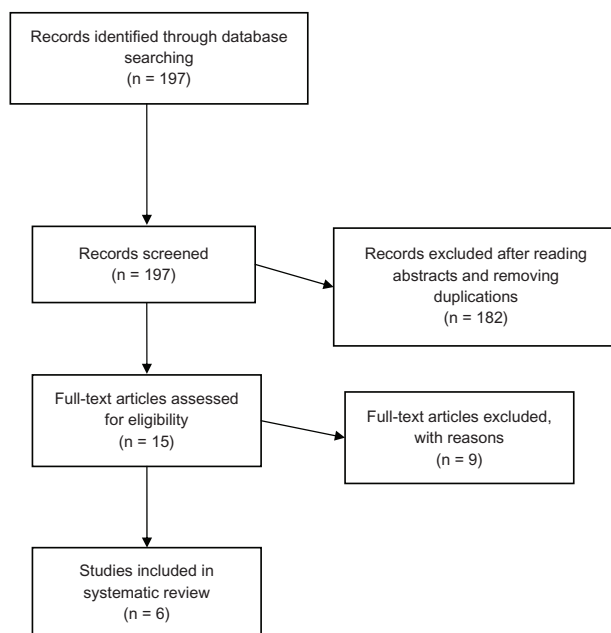 Records identified through database
searching
(n = 197)
Records screened
(n = 197)
Records excluded after reading
abstracts and removing
duplications
(n = 182)
Full-text articles assessed
for eligibility
(n = 15)
Full-text articles excluded,
with reasons
(n = 9)
Studies included in
systematic review
(n = 6)